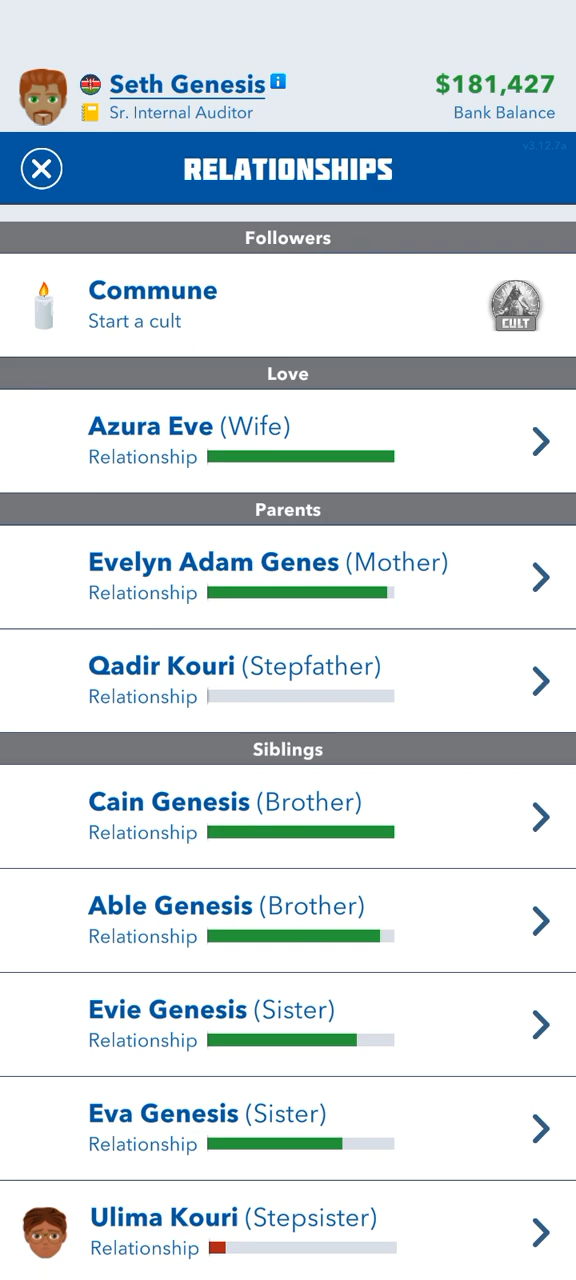 Seth Genesis
$181,427
Sr. Internal Auditor
Bank Balance
v3.12.7a
RELATIONSHIPS
Followers
Commune
Start a cult
CULT
Love
Azura Eve (Wife)
Relationship
Parents
Evelyn Adam Genes (Mother)
Relationship
Qadir Kouri (Stepfather)
Relationship
Siblings
Cain Genesis (Brother)
Relationship
Able Genesis (Brother)
Relationship
Evie Genesis (Sister)
Relationship
Eva Genesis (Sister)
Relationship
Ulima Kouri (Stepsister)
Relationship